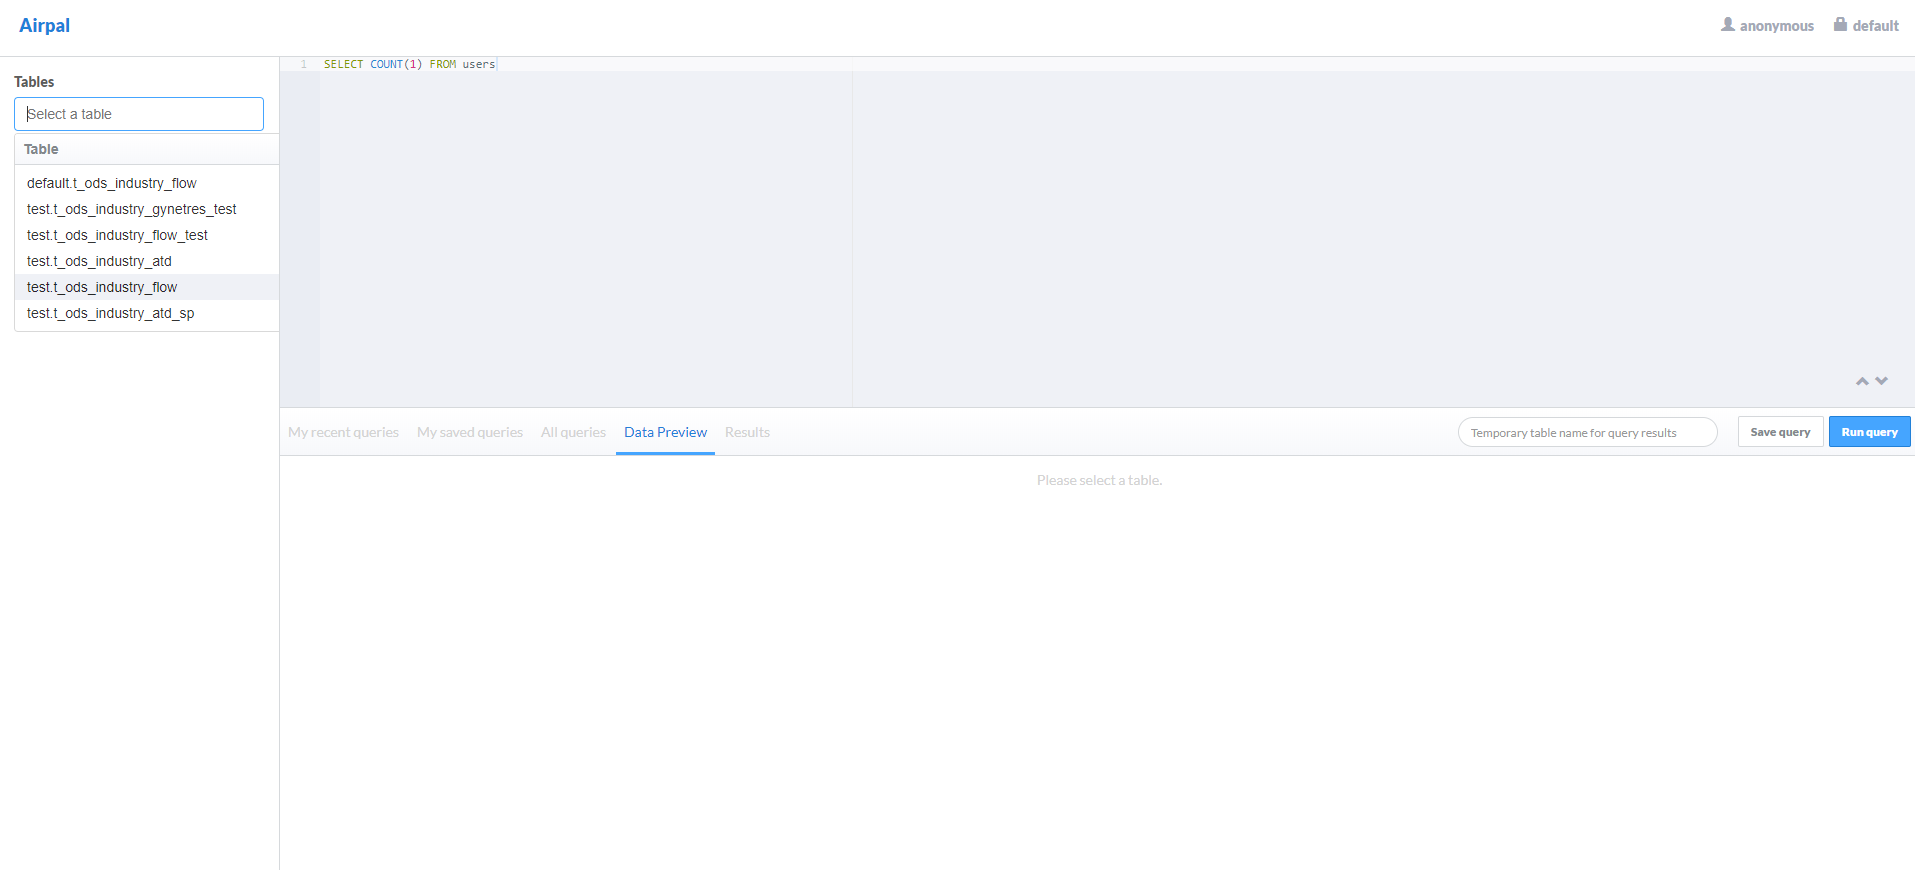 Airpal
anonymous default
Tables
Select a table
Table
default.t_ods_industry_flow
test.t_ods_industry_gynetres_test
test.t_ods_industry_flow_test
test.t_ods_industry_atd
test.t_ods_industry_flow
test.t_ods_industry_atd_sp
1 SELECT COUNT(1) FROM users
My recent queries My saved queries All queries Data Preview Results
Temporary table name for query results Save query Run query
Please select a table.